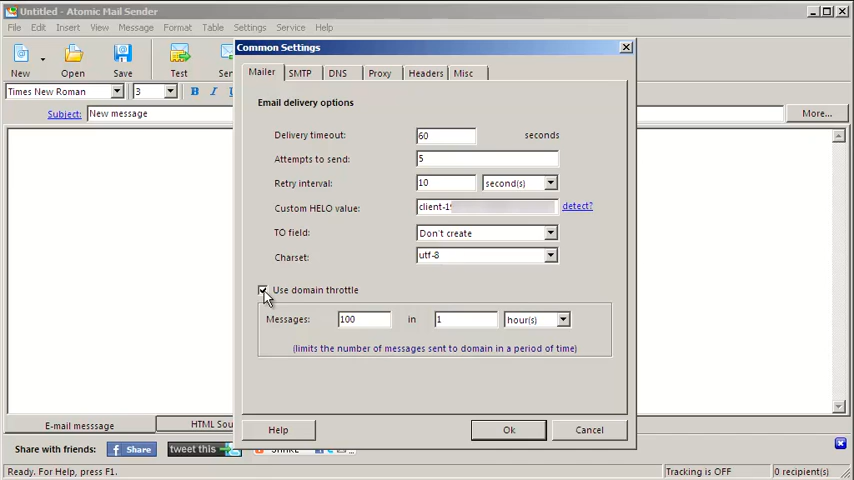 Untitled - Atomic Mail Sender
File Edit Insert View Message Format Table Settings Service Help
New Open Save Test
Times New Roman 3 B I
Subject: New message More...
Common Settings
Mailer SMTP DNS Proxy Headers Misc
Email delivery options
Delivery timeout: 60 seconds
Attempts to send: 5
Retry interval: 10 second(s)
Custom HELO value: detect?
TO field: Don't create
Charset: utf-8
Use domain throttle
Messages: 100 in 1 hour(s)
(limits the number of messages sent to domain in a period of time)
Help Ok Cancel
E-mail messsage HTML
Share with friends: f Share tweet this
Ready. For Help, press F1. Tracking is OFF 0 recipient(s)